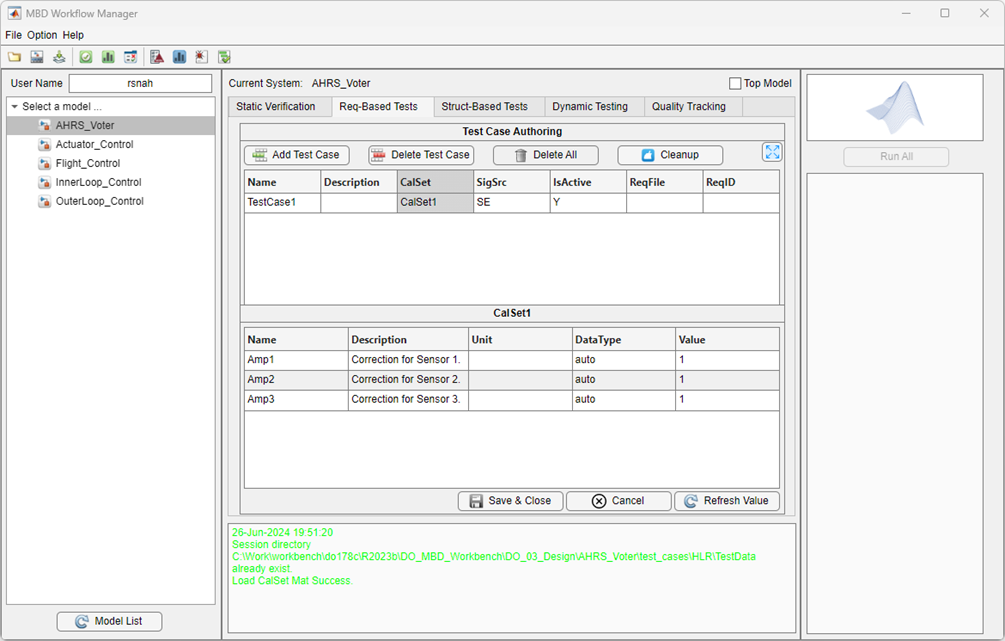 MBD Workflow Manager
File Option Help
User Name rsnah
Select a model ...
AHRS_Voter
Actuator_Control
Flight_Control
InnerLoop_Control
OuterLoop_Control
Model List
Current System: AHRS_Voter Top Model
Static Verification Req-Based Tests Struct-Based Tests Dynamic Testing Quality Tracking
Test Case Authoring
Add Test Case Delete Test Case Delete All Cleanup
Name Description CalSet SigSrc IsActive ReqFile ReqID
TestCase1 CalSet1 SE Y
CalSet1
Name Description Unit DataType Value
Amp1 Correction for Sensor 1. auto 1
Amp2 Correction for Sensor 2. auto 1
Amp3 Correction for Sensor 3. auto 1
Save & Close Cancel Refresh Value
26-Jun-2024 19:51:20
Session directory
C:\Work\workbench\do178c\R2023b\DO_MBD_Workbench\DO_03_Design\AHRS_Voter\test_cases\HLR\TestData
already exist.
Load CalSet Mat Success.
Run All